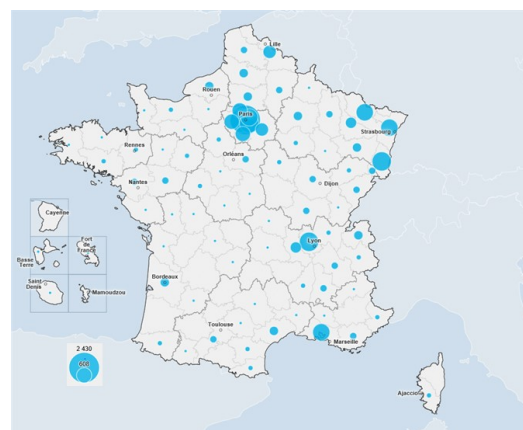 Lille
Rouen
Paris
Strasbourg
Rennes
Orléans
Nantes
Dijon
Cayenne
Fort
de
France
Basse
Terre
Lyon
Saint
Denis
Mamoudzou
Bordeaux
Toulouse
Marseille
2 430
608
Ajaccio